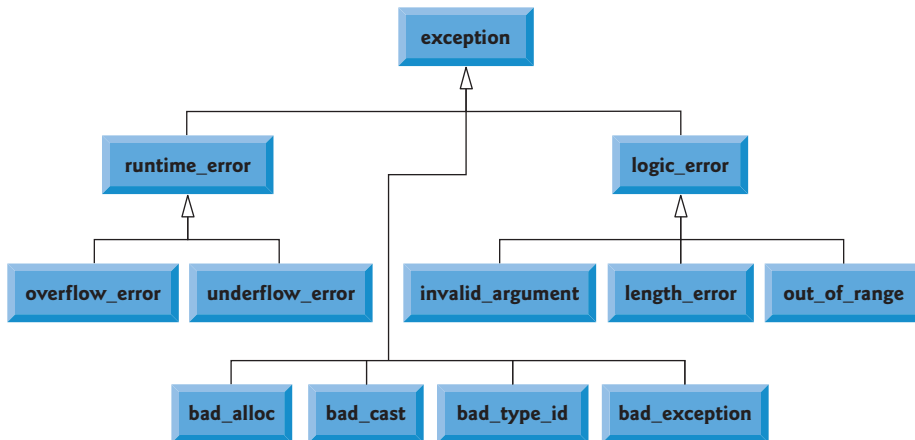 exception
runtime_error
logic_error
overflow_error
underflow_error
invalid_argument
length_error
out_of_range
bad_alloc
bad_cast
bad_type_id
bad_exception